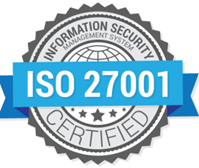 INFORMATION SECURITY
MANAGEMENT SYSTEM
ISO 27001
CERTIFIED